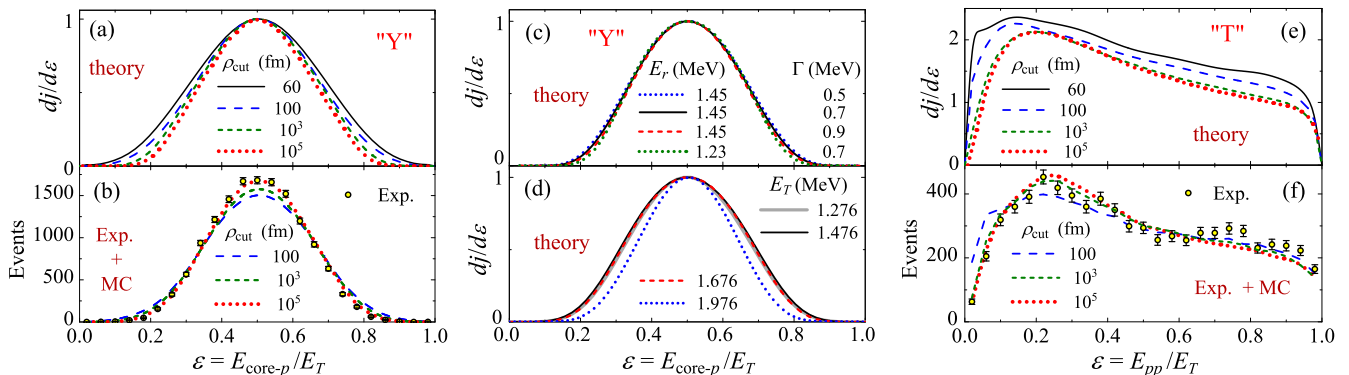 (a)
"Y"
theory
ρcut (fm)
60
100
10³
10⁵
dj/dε
1
0
(b)
Exp.
Exp.
+
MC
ρcut (fm)
100
10³
10⁵
Events
1500
1250
1000
750
500
250
0
0.0 0.2 0.4 0.6 0.8 1.0
ε = Ecore-p/ET
(c)
"Y"
theory
Er (MeV) Γ (MeV)
1.45 0.5
1.45 0.7
1.45 0.9
1.23 0.7
dj/dε
1
0
(d)
theory
ET (MeV)
1.276
1.476
1.676
1.976
dj/dε
1
0
0.0 0.2 0.4 0.6 0.8 1.0
ε = Ecore-p/ET
"T"
(e)
ρcut (fm)
60
100
10³
10⁵
theory
dj/dε
2
1
0
(f)
Exp.
ρcut (fm)
100
10³
10⁵
Exp. + MC
Events
400
200
0
0.0 0.2 0.4 0.6 0.8 1.0
ε = Epp/ET